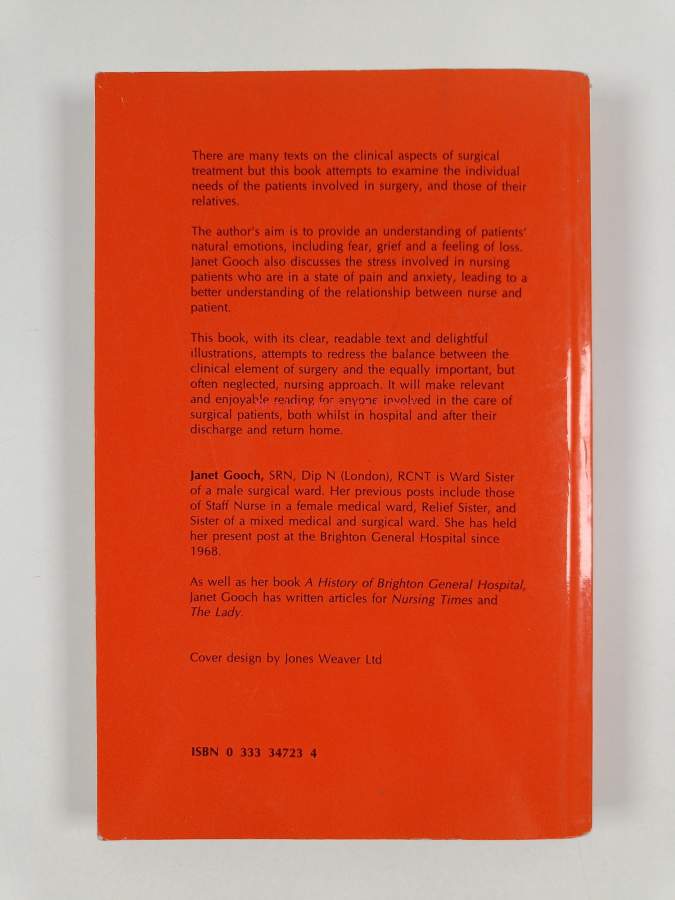 There are many texts on the clinical aspects of surgical
treatment but this book attempts to examine the individual
needs of the patients involved in surgery, and those of their
relatives.
The author's aim is to provide an understanding of patients'
natural emotions, including fear, grief and a feeling of loss.
Janet Gooch also discusses the stress involved in nursing
patients who are in a state of pain and anxiety, leading to a
better understanding of the relationship between nurse and
patient.
This book, with its clear, readable text and delightful
illustrations, attempts to redress the balance between the
clinical element of surgery and the equally important, but
often neglected, nursing approach. It will make relevant
and enjoyable reading for anyone involved in the care of
surgical patients, both whilst in hospital and after their
discharge and return home.
Janet Gooch, SRN, Dip N (London), RCNT is Ward Sister
of a male surgical ward. Her previous posts include those
of Staff Nurse in a female medical ward, Relief Sister, and
Sister of a mixed medical and surgical ward. She has held
her present post at the Brighton General Hospital since
1968.
As well as her book A History of Brighton General Hospital,
Janet Gooch has written articles for Nursing Times and
The Lady.
Cover design by Jones Weaver Ltd
ISBN 0 333 34723 4